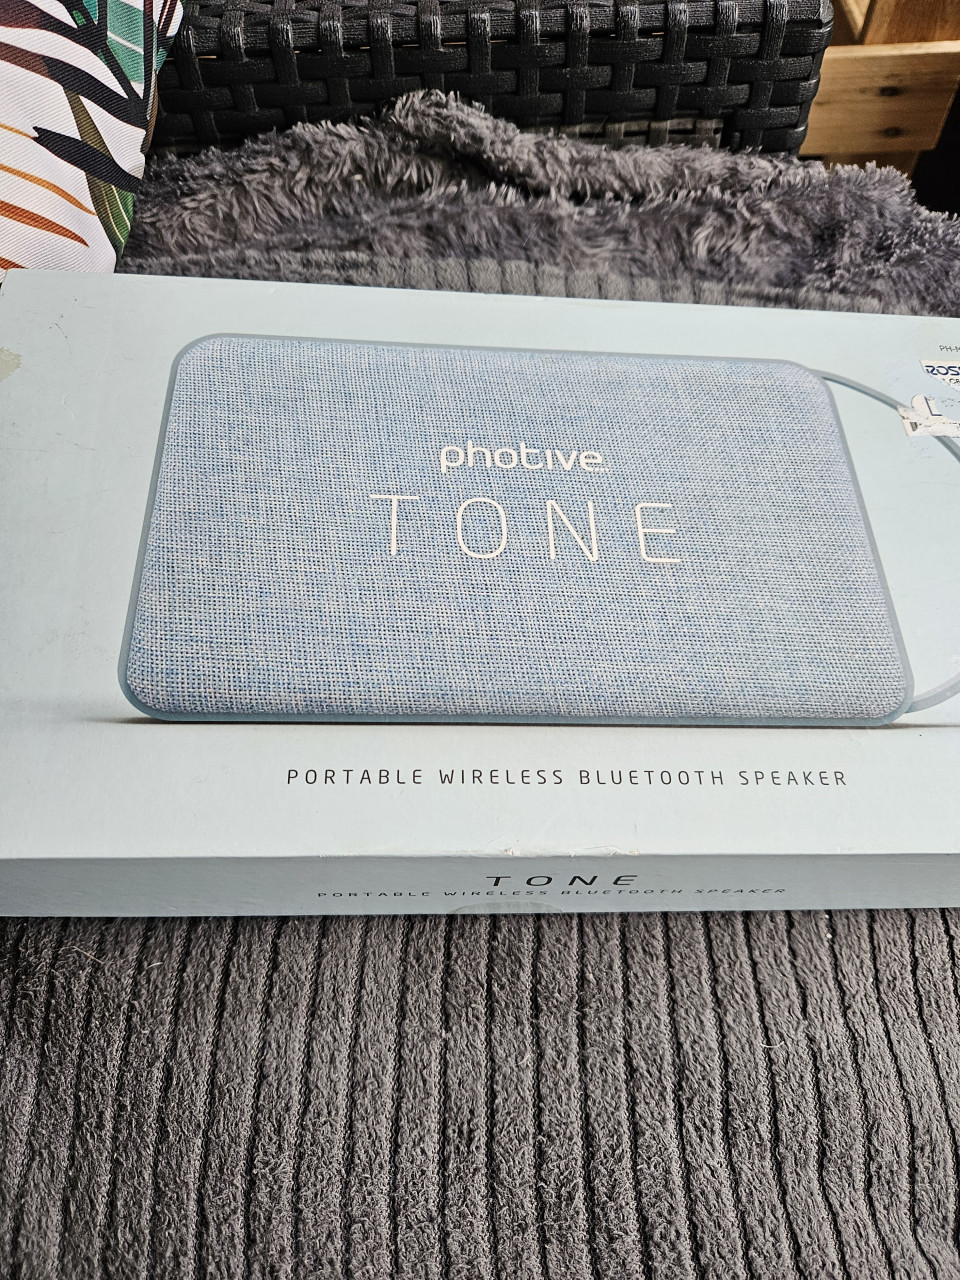 photive
TONE
PORTABLE WIRELESS BLUETOOTH SPEAKER
TONE
PORTABLE WIRELESS BLUETOOTH SPEAKER